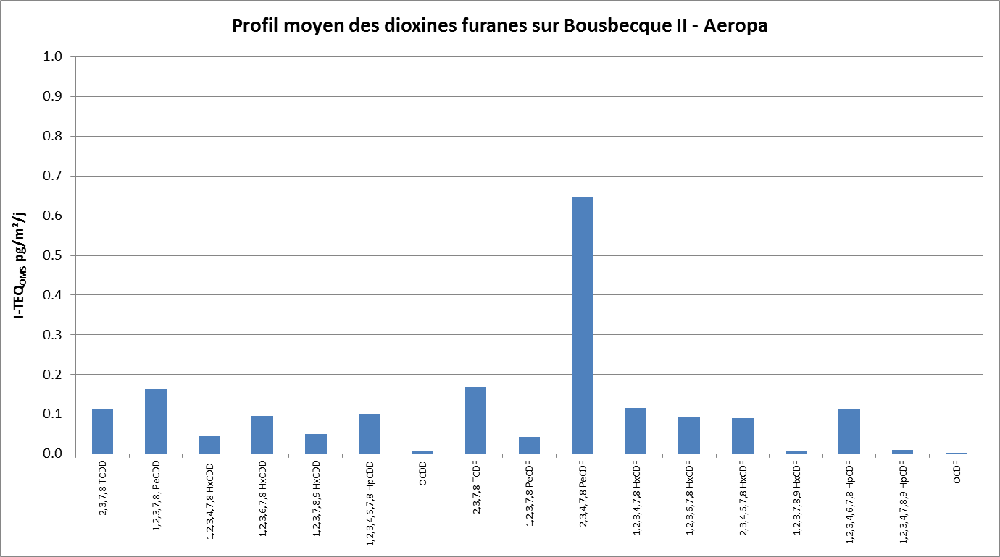 Profil moyen des dioxines furanes sur Bousbecque II - Aeropa
I-TEQOMS pg/m²/j
1.0
0.9
0.8
0.7
0.6
0.5
0.4
0.3
0.2
0.1
0.0
2,3,7,8 TCDD
1,2,3,7,8, PeCDD
1,2,3,4,7,8 HxCDD
1,2,3,6,7,8 HxCDD
1,2,3,7,8,9 HxCDD
1,2,3,4,6,7,8 HpCDD
OCDD
2,3,7,8 TCDF
1,2,3,7,8 PeCDF
2,3,4,7,8 PeCDF
1,2,3,4,7,8 HxCDF
1,2,3,6,7,8 HxCDF
2,3,4,6,7,8 HxCDF
1,2,3,7,8,9 HxCDF
1,2,3,4,6,7,8 HpCDF
1,2,3,4,7,8,9 HpCDF
OCDF